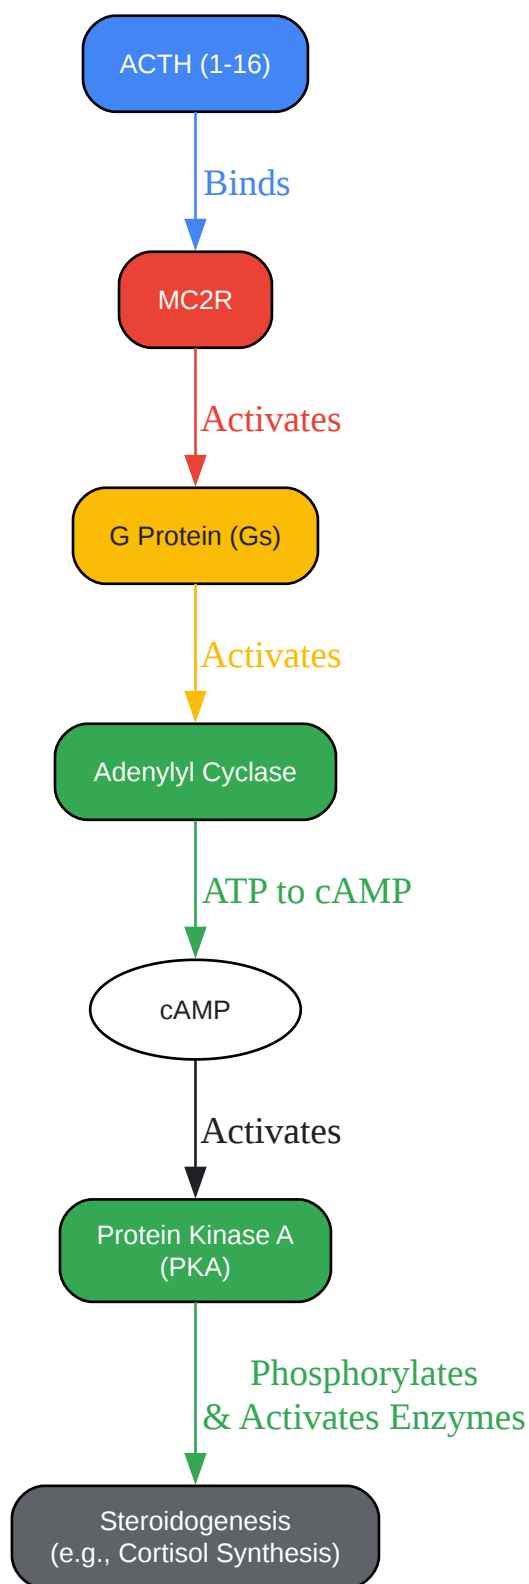 ACTH (1-16)
Binds
MC2R
Activates
G Protein (Gs)
Activates
Adenylyl Cyclase
ATP to cAMP
cAMP
Activates
Protein Kinase A
(PKA)
Phosphorylates
& Activates Enzymes
Steroidogenesis
(e.g., Cortisol Synthesis)